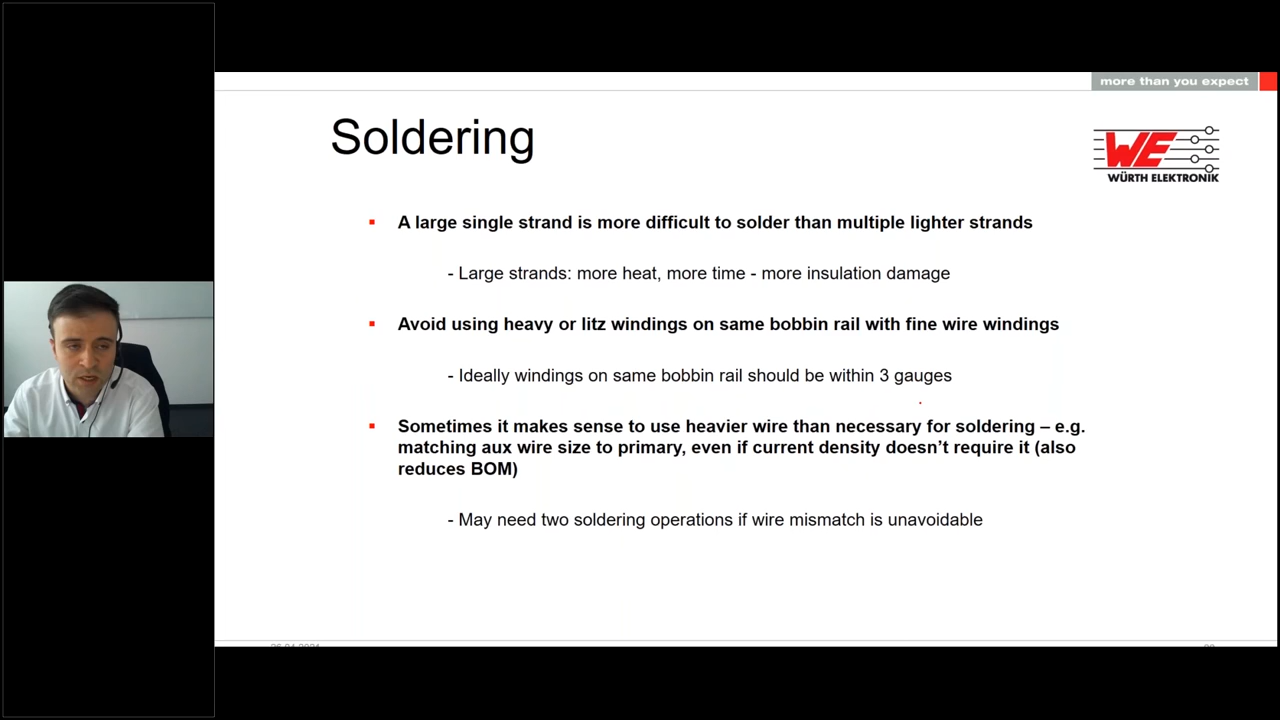 more than you expect
Soldering
WE
WÜRTH ELEKTRONIK
▪ A large single strand is more difficult to solder than multiple lighter strands
- Large strands: more heat, more time - more insulation damage
▪ Avoid using heavy or litz windings on same bobbin rail with fine wire windings
- Ideally windings on same bobbin rail should be within 3 gauges
▪ Sometimes it makes sense to use heavier wire than necessary for soldering – e.g.
matching aux wire size to primary, even if current density doesn’t require it (also
reduces BOM)
- May need two soldering operations if wire mismatch is unavoidable